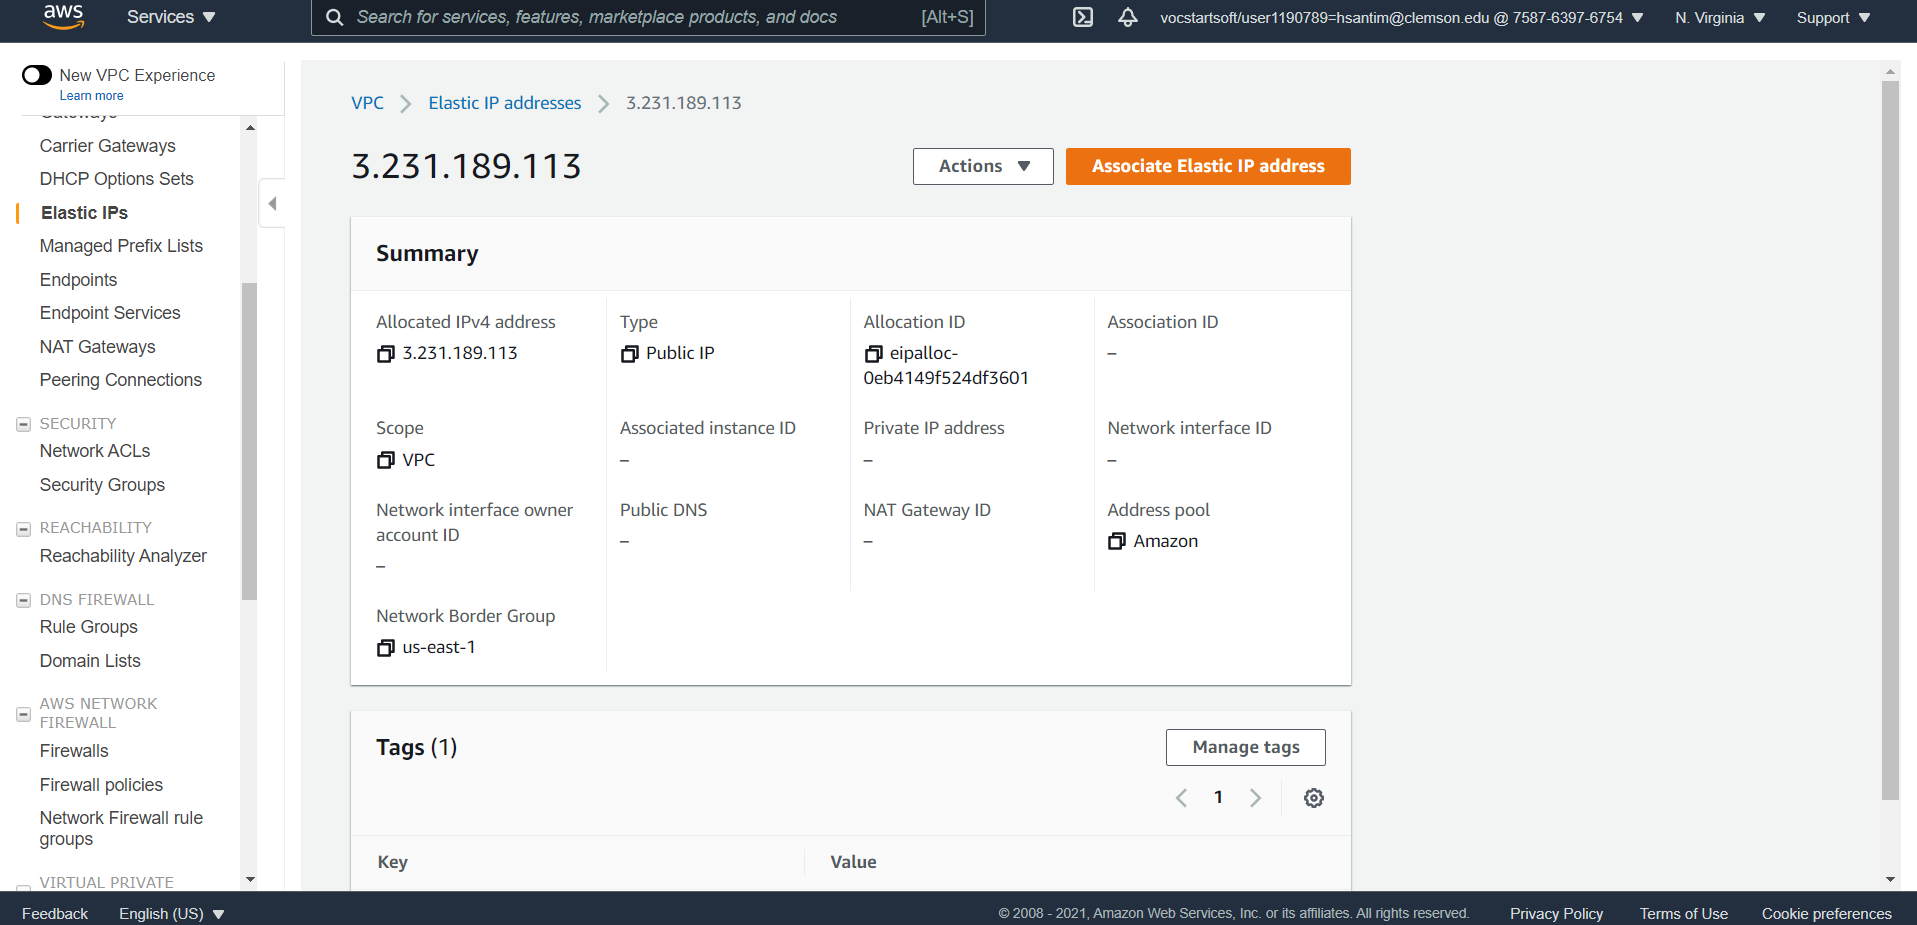 aws
Services
Search for services, features, marketplace products, and docs
[Alt+S]
vocstartsoft/user1190789=hsantim@clemson.edu @ 7587-6397-6754
N. Virginia
Support
New VPC Experience
Learn more
Gateways
Carrier Gateways
DHCP Options Sets
Elastic IPs
Managed Prefix Lists
Endpoints
Endpoint Services
NAT Gateways
Peering Connections
SECURITY
Network ACLs
Security Groups
REACHABILITY
Reachability Analyzer
DNS FIREWALL
Rule Groups
Domain Lists
AWS NETWORK
FIREWALL
Firewalls
Firewall policies
Network Firewall rule
groups
VIRTUAL PRIVATE
VPC
Elastic IP addresses
3.231.189.113
3.231.189.113
Actions
Associate Elastic IP address
Summary
Allocated IPv4 address
3.231.189.113
Type
Public IP
Allocation ID
eipalloc-
0eb4149f524df3601
Association ID
–
Scope
VPC
Associated instance ID
–
Private IP address
–
Network interface ID
–
Network interface owner
account ID
–
Public DNS
–
NAT Gateway ID
–
Address pool
Amazon
Network Border Group
us-east-1
Tags (1)
Manage tags
1
Key
Value
Feedback
English (US)
© 2008 - 2021, Amazon Web Services, Inc. or its affiliates. All rights reserved.
Privacy Policy
Terms of Use
Cookie preferences